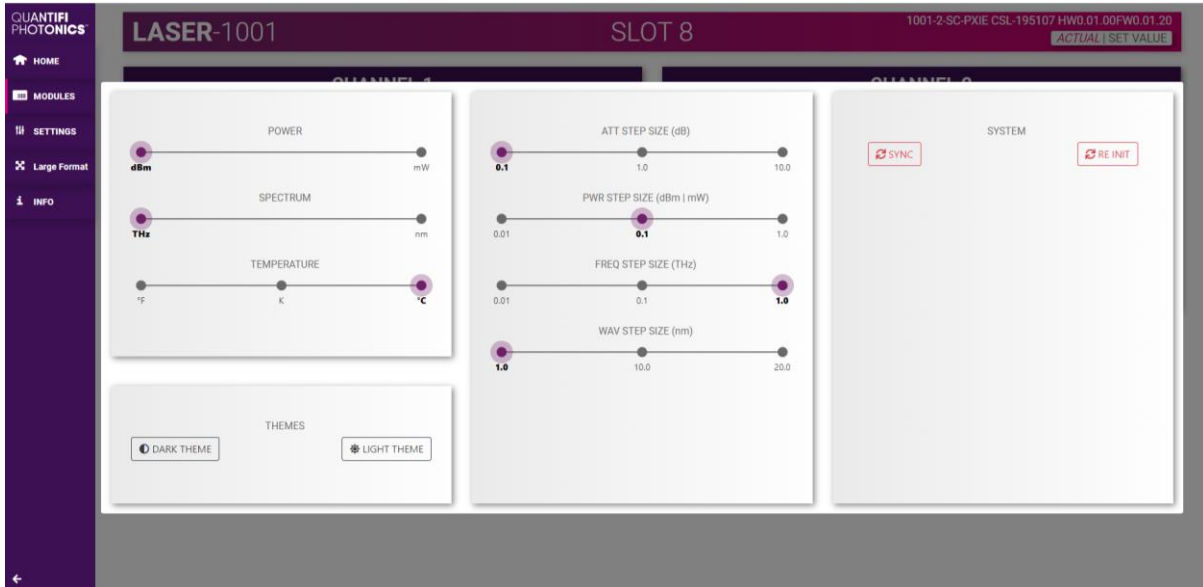 QUANTIFI
PHOTONICS™
HOME
MODULES
SETTINGS
Large Format
INFO
LASER-1001
SLOT 8
1001-2-SC-PXIE CSL-195107 HW0.01.00FW0.01.20
ACTUAL | SET VALUE
CHANNEL 1
POWER
dBm mW
SPECTRUM
THz nm
TEMPERATURE
°F K °C
THEMES
DARK THEME LIGHT THEME
ATT STEP SIZE (dB)
0.1 1.0 10.0
PWR STEP SIZE (dBm | mW)
0.01 0.1 1.0
FREQ STEP SIZE (THz)
0.01 0.1 1.0
WAV STEP SIZE (nm)
1.0 10.0 20.0
SYSTEM
SYNC RE INIT